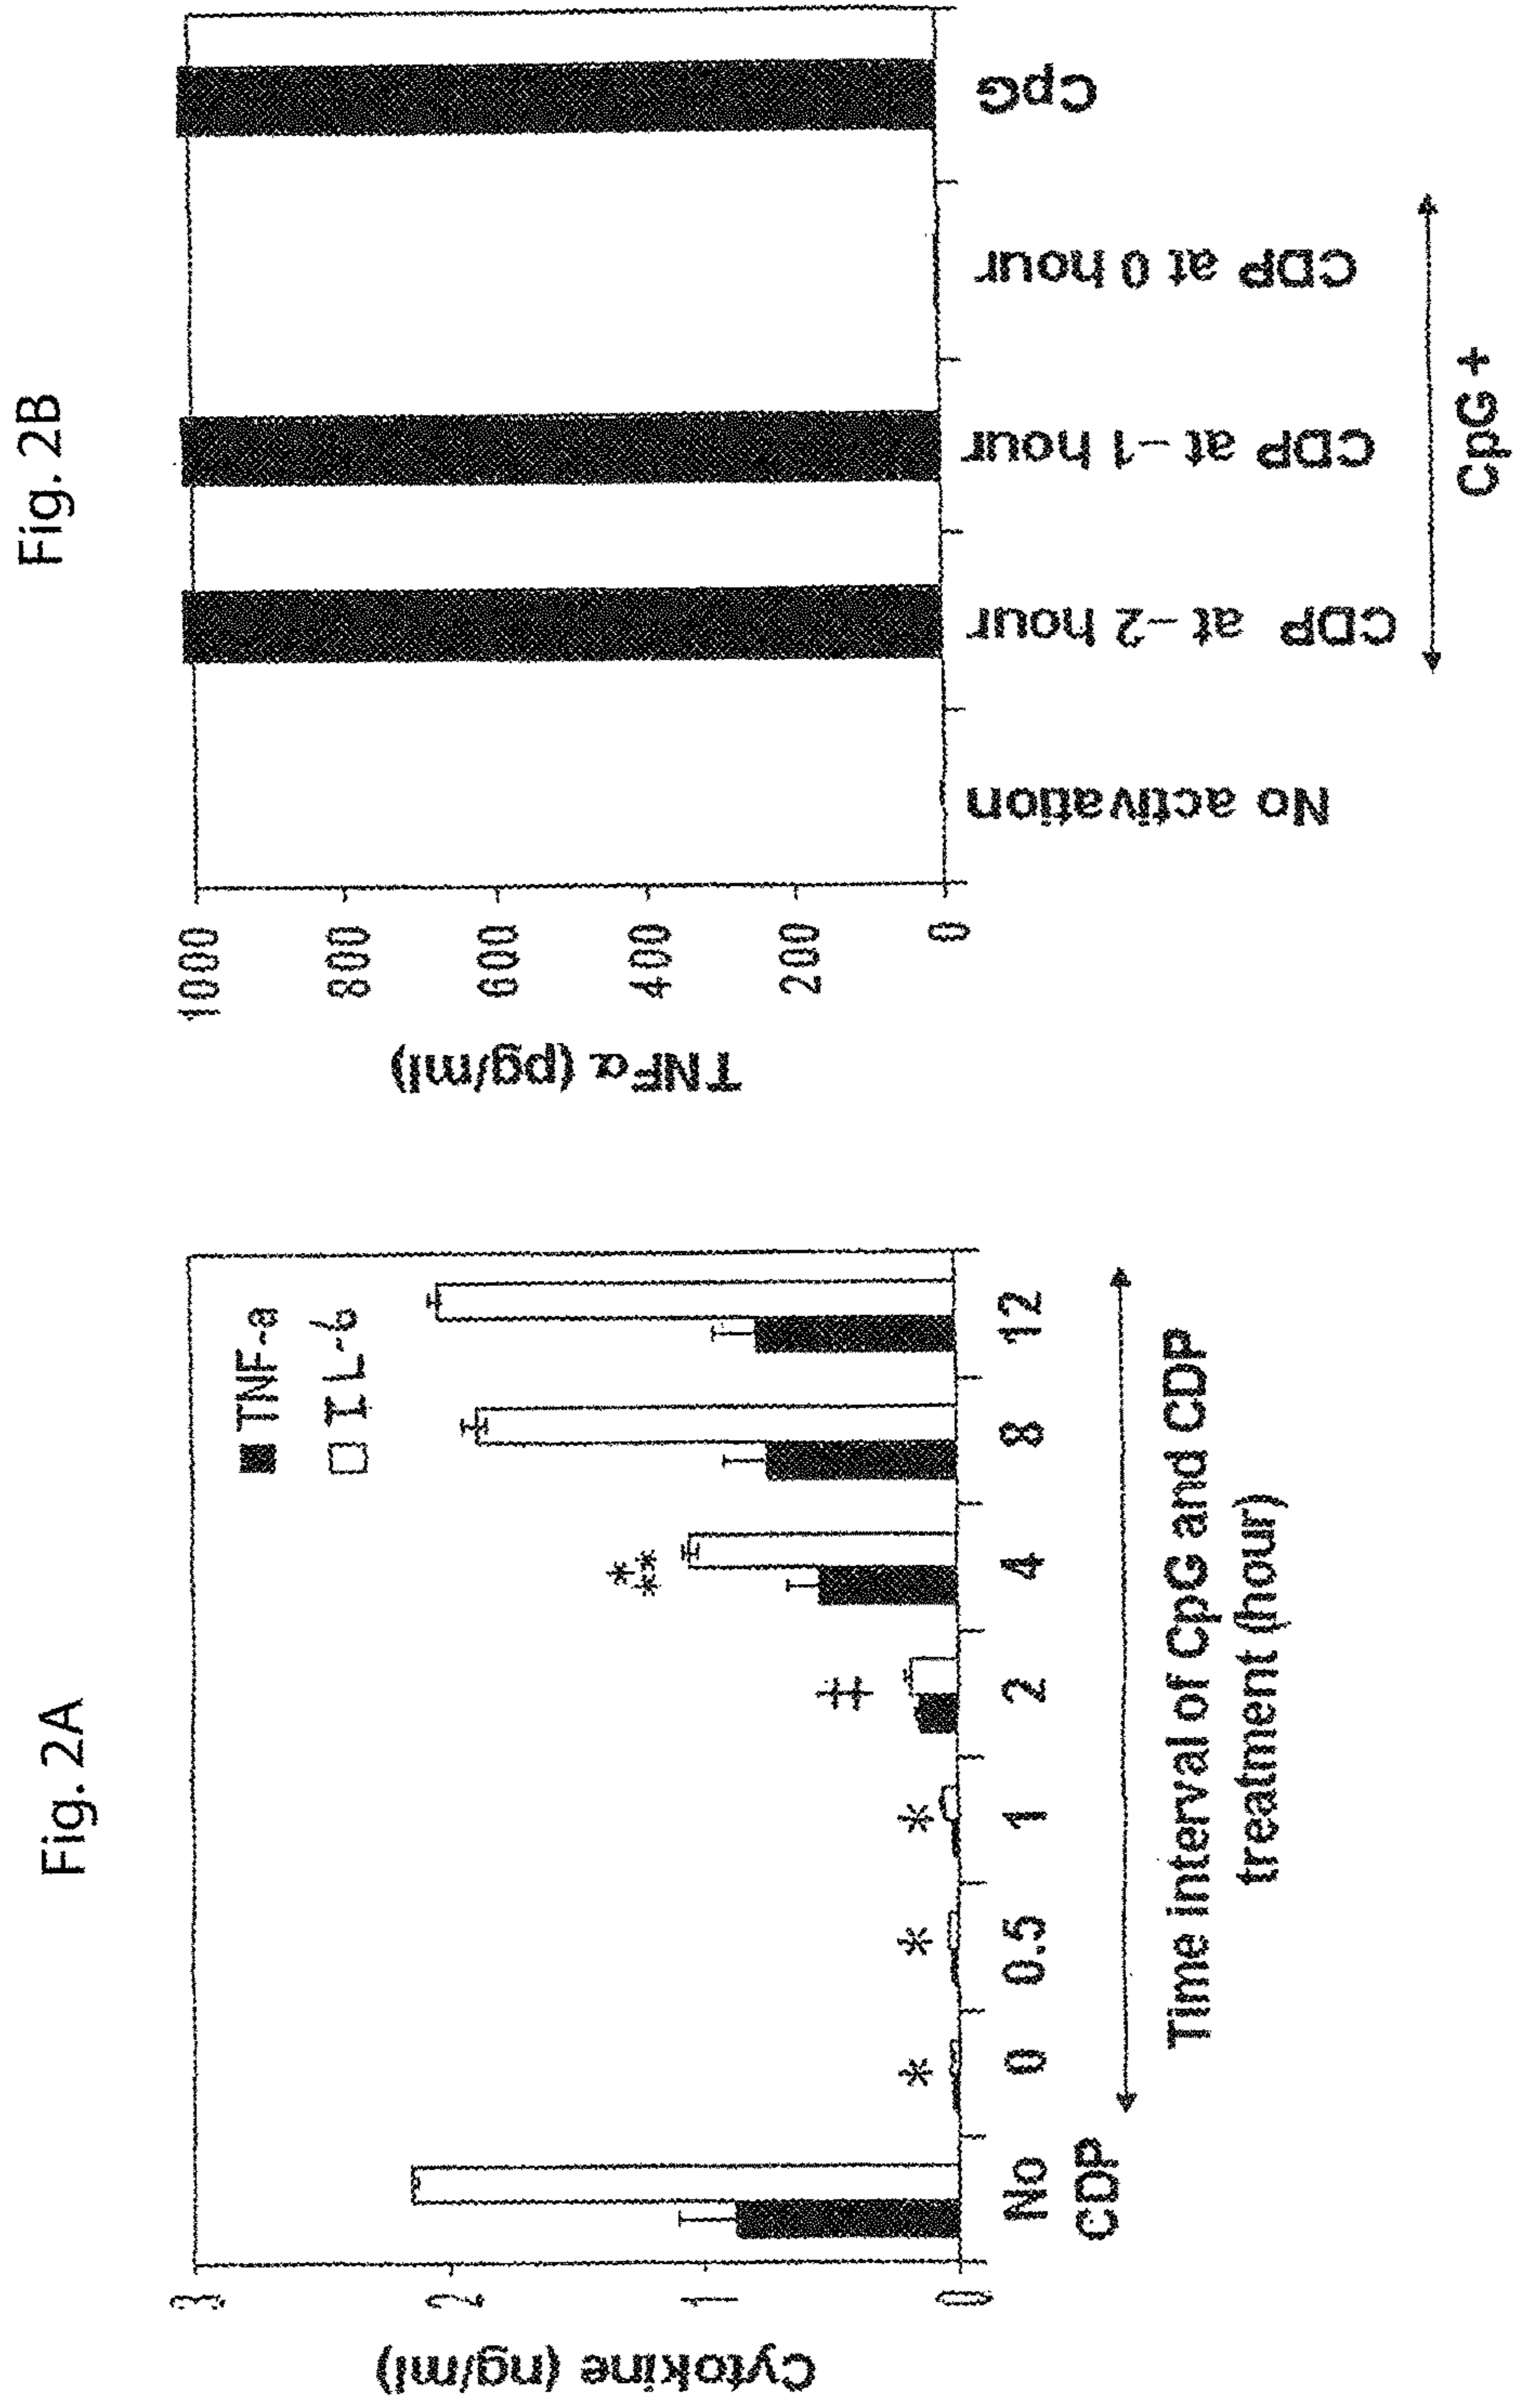 Fig. 2A
Cytokine (ng/ml)
3
2
1
0
■ TNF-a
□ IL-6
*
*
*
‡
*
**
No
CDP
0
0.5
1
2
4
8
12
Time interval of CpG and CDP
treatment (hour)
Fig. 2B
TNFα (pg/ml)
1000
800
600
400
200
0
No activation
CDP at -2 hour
CDP at -1 hour
CDP at 0 hour
CpG
CpG +